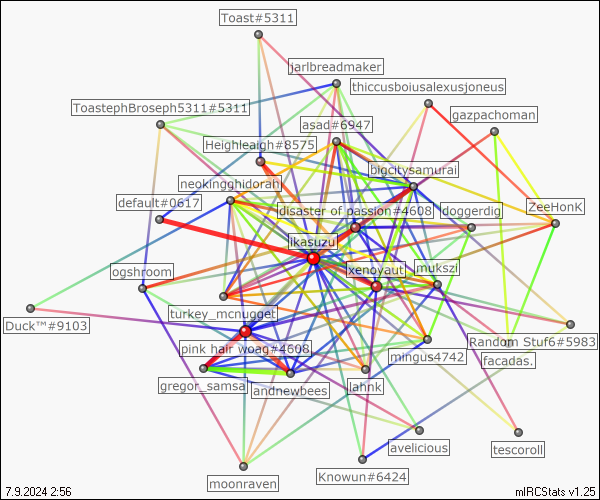 Toast#5311
jarlbreadmaker
thiccusboiusalexusjoneus
ToastephBroseph5311#5311
gazpachoman
asad#6947
Heighleaigh#8575
bigcitysamurai
neokingghidorah
default#0617
disaster of passion#4608
doggerdig
ZeeHonK
ikasuzu
xenoyaut
mukszi
ogshroom
turkey_mcnugget
Duck™#9103
Random Stuf6#5983
pink hair woag#4608
mingus4742
facadas.
gregor_samsa
andnewbees
lahnk
avelicious
tescoroll
moonraven
Knowun#6424
7.9.2024 2:56
mIRCStats v1.25